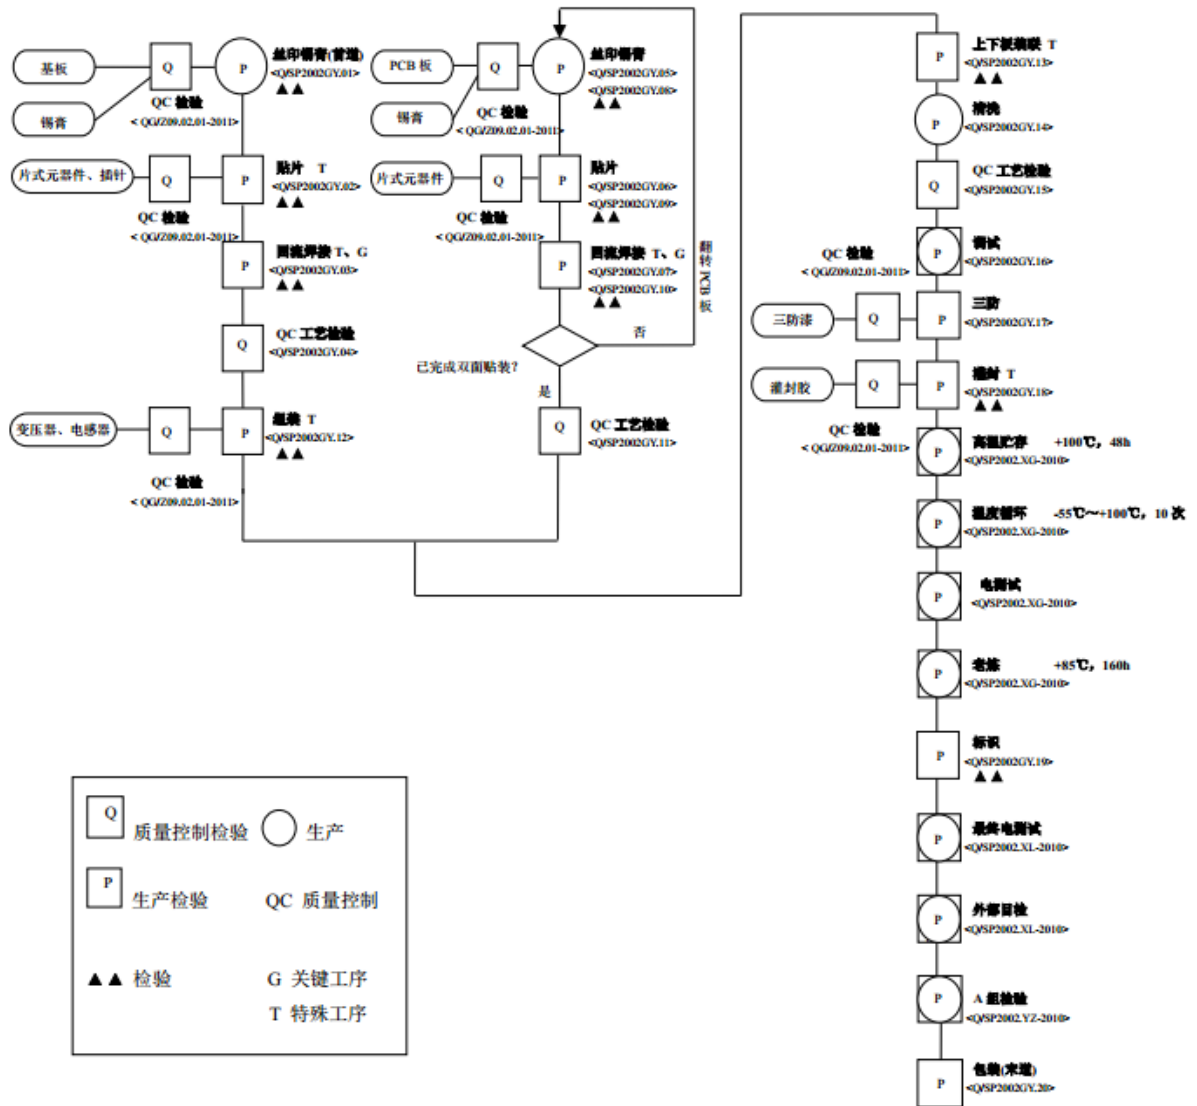 基板
锡膏
Q
P
丝印锡膏(首道)
<Q/SP2002GY.01>
▲▲
QC 检验
< QG/Z09.02.01-2011>
片式元器件、插针
Q
P
贴片 T
<Q/SP2002GY.02>
▲▲
QC 检验
< QG/Z09.02.01-2011>
P
回流焊接 T、G
<Q/SP2002GY.03>
▲▲
Q
QC 工艺检验
<Q/SP2002GY.04>
变压器、电感器
Q
P
组装 T
<Q/SP2002GY.12>
▲▲
QC 检验
< QG/Z09.02.01-2011>
PCB 板
锡膏
Q
P
丝印锡膏
<Q/SP2002GY.05>
<Q/SP2002GY.08>
▲▲
QC 检验
< QG/Z09.02.01-2011>
片式元器件
Q
P
贴片
<Q/SP2002GY.06>
<Q/SP2002GY.09>
▲▲
QC 检验
< QG/Z09.02.01-2011>
P
回流焊接 T、G
<Q/SP2002GY.07>
<Q/SP2002GY.10>
▲▲
翻转 PCB 板
否
已完成双面贴装?
是
Q
QC 工艺检验
<Q/SP2002GY.11>
P
上下板装联 T
<Q/SP2002GY.13>
▲▲
P
清洗
<Q/SP2002GY.14>
Q
QC 工艺检验
<Q/SP2002GY.15>
P
调试
<Q/SP2002GY.16>
QC 检验
< QG/Z09.02.01-2011>
三防漆
Q
P
三防
<Q/SP2002GY.17>
灌封胶
Q
P
灌封 T
<Q/SP2002GY.18>
▲▲
QC 检验
< QG/Z09.02.01-2011>
P
高温贮存 +100℃, 48h
<Q/SP2002.XG-2010>
P
温度循环 -55℃～+100℃, 10 次
<Q/SP2002.XG-2010>
P
电测试
<Q/SP2002.XG-2010>
P
老炼 +85℃, 160h
<Q/SP2002.XG-2010>
P
标识
<Q/SP2002GY.19>
▲▲
P
最终电测试
<Q/SP2002.XL-2010>
P
外部目检
<Q/SP2002.XL-2010>
P
A 组检验
<Q/SP2002.YZ-2010>
P
包装(末道)
<Q/SP2002GY.20>
Q 质量控制检验 生产
P 生产检验 QC 质量控制
▲▲ 检验 G 关键工序
T 特殊工序